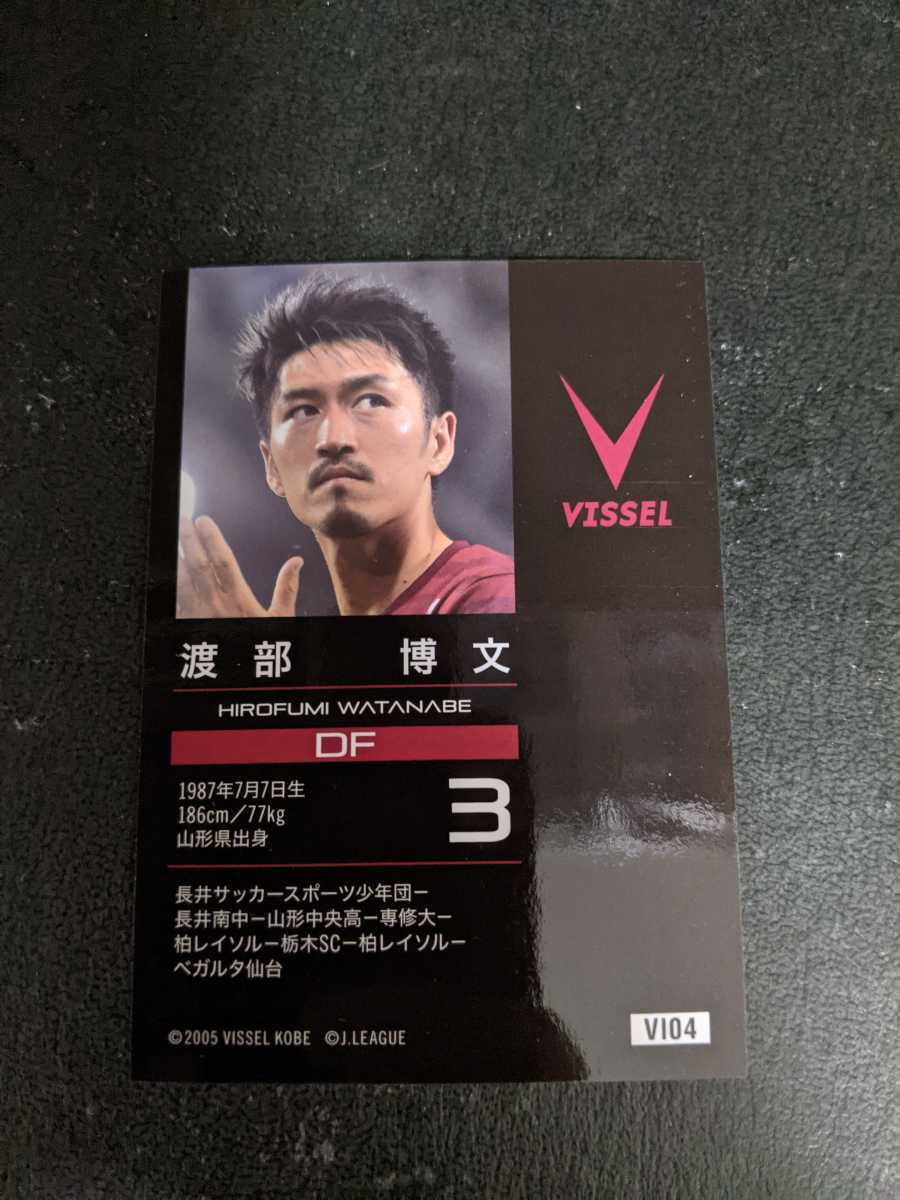 VISSEL
渡部 博文
HIROFUMI WATANABE
DF
1987年7月7日生
186cm／77kg
山形県出身
3
長井サッカースポーツ少年団ー
長井南中ー山形中央高ー専修大ー
柏レイソルー栃木SCー柏レイソルー
ベガルタ仙台
©2005 VISSEL KOBE ©J.LEAGUE
VI04